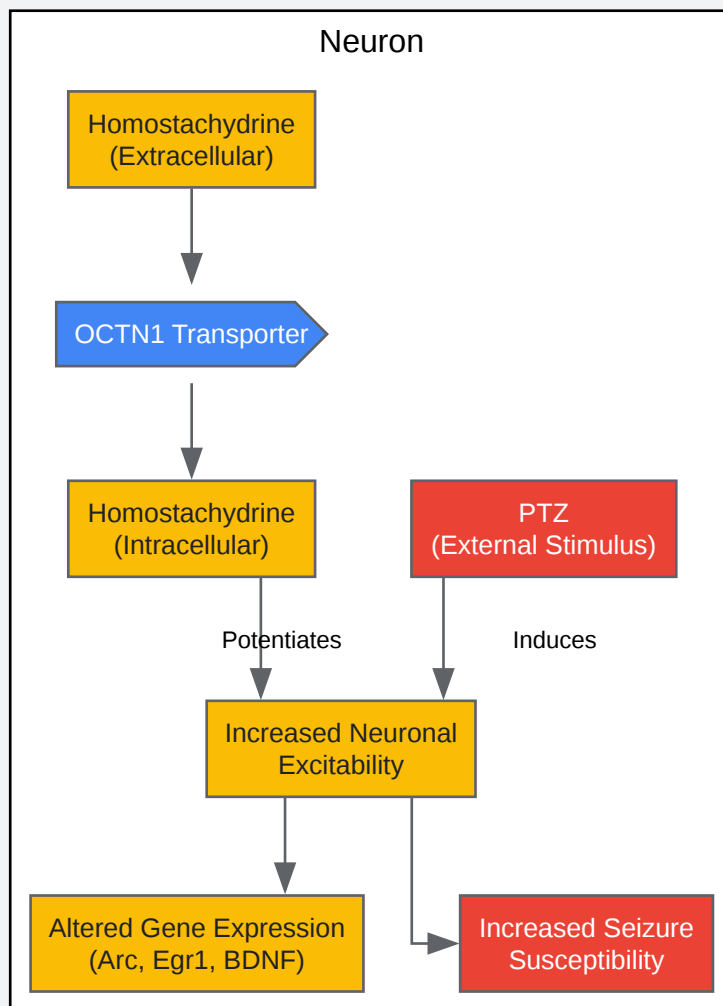 Neuron
Homostachydrine
(Extracellular)
OCTN1 Transporter
Homostachydrine
(Intracellular)
PTZ
(External Stimulus)
Potentiates
Induces
Increased Neuronal
Excitability
Altered Gene Expression
(Arc, Egr1, BDNF)
Increased Seizure
Susceptibility